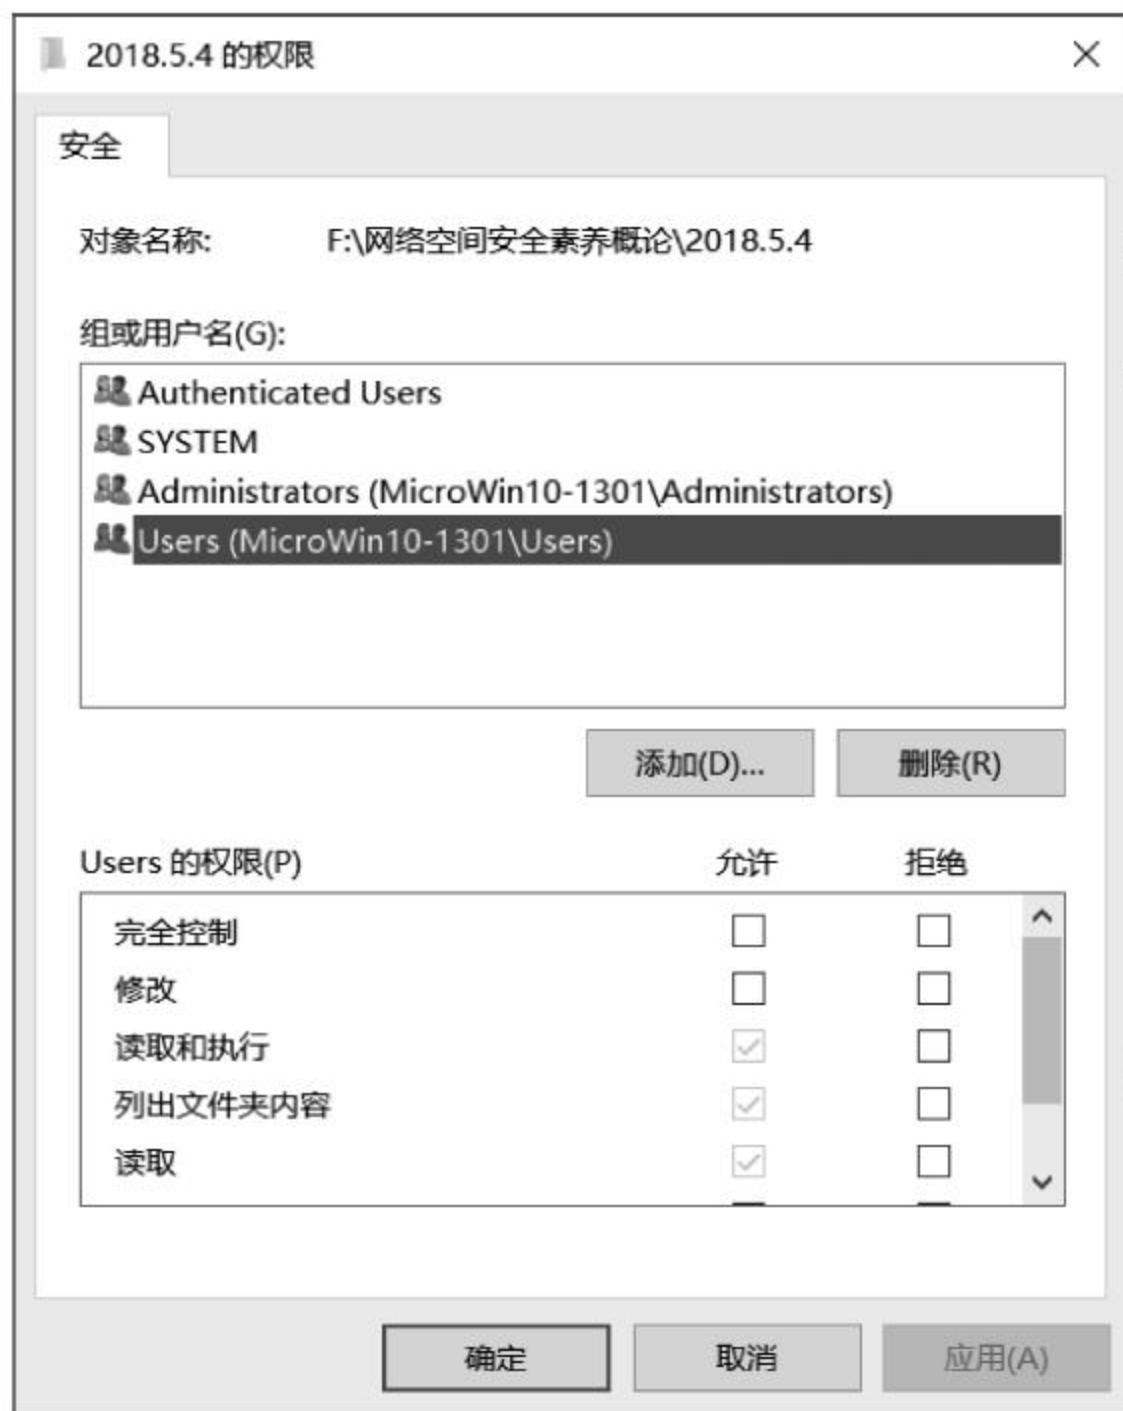 2018.5.4 的权限
安全
对象名称: F:\网络空间安全素养概论\2018.5.4
组或用户名(G):
Authenticated Users
SYSTEM
Administrators (MicroWin10-1301\Administrators)
Users (MicroWin10-1301\Users)
添加(D)... 删除(R)
Users 的权限(P) 允许 拒绝
完全控制
修改
读取和执行
列出文件夹内容
读取
确定 取消 应用(A)